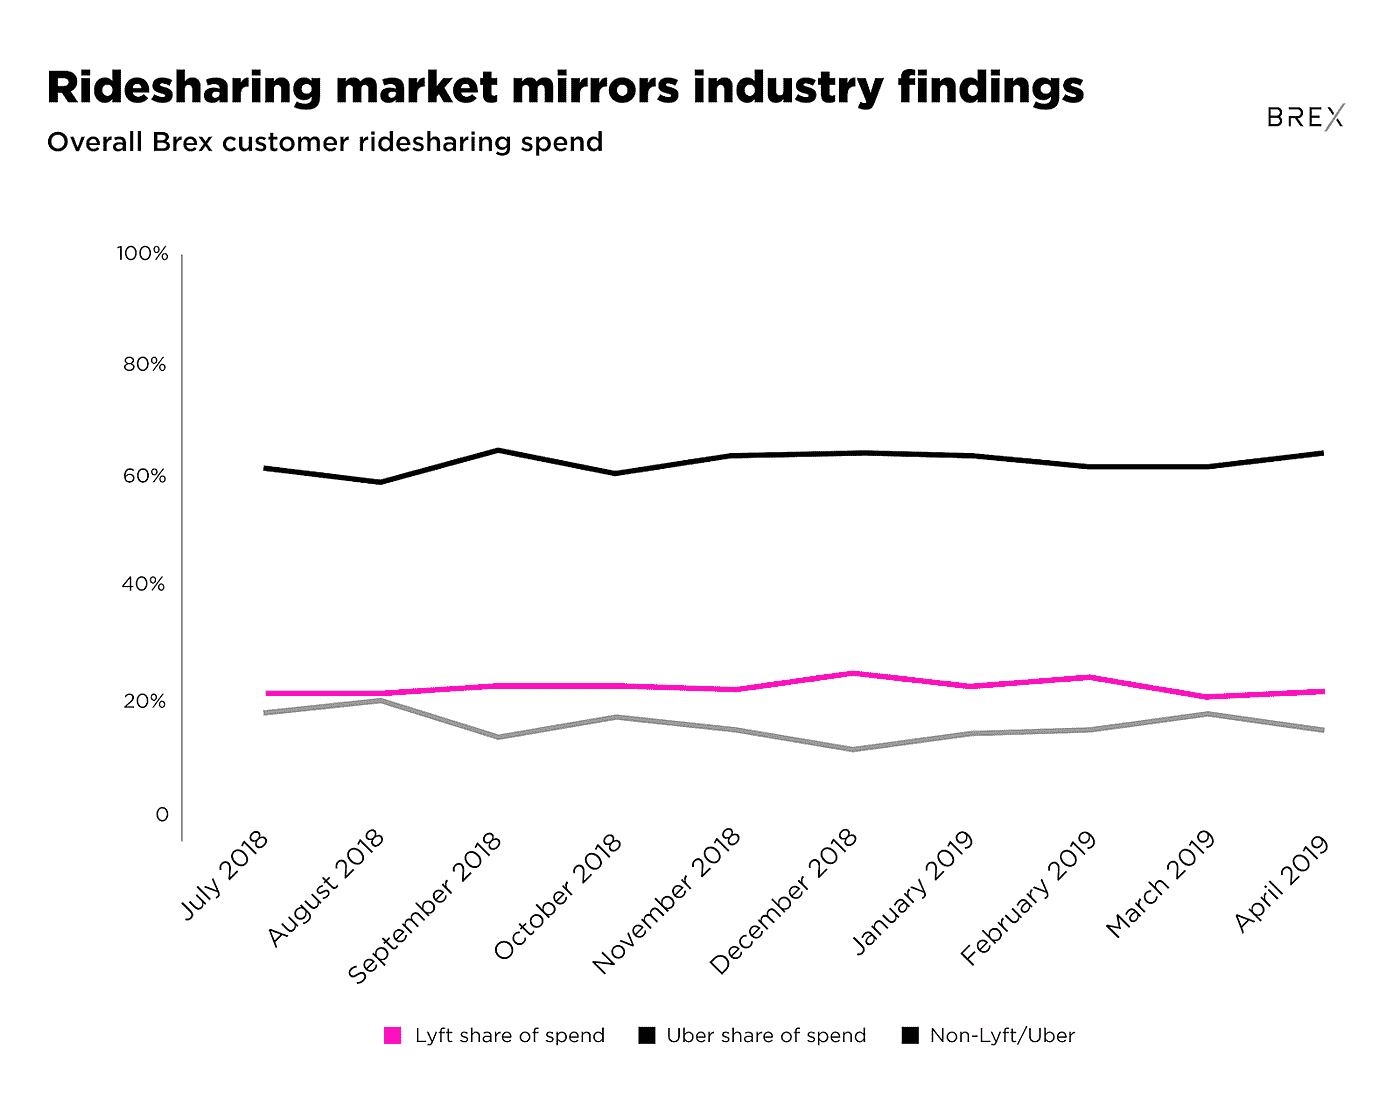 Ridesharing market mirrors industry findings
BREX
Overall Brex customer ridesharing spend
100%
80%
60%
40%
20%
0
July 2018
August 2018
September 2018
October 2018
November 2018
December 2018
January 2019
February 2019
March 2019
April 2019
Lyft share of spend
Uber share of spend
Non-Lyft/Uber